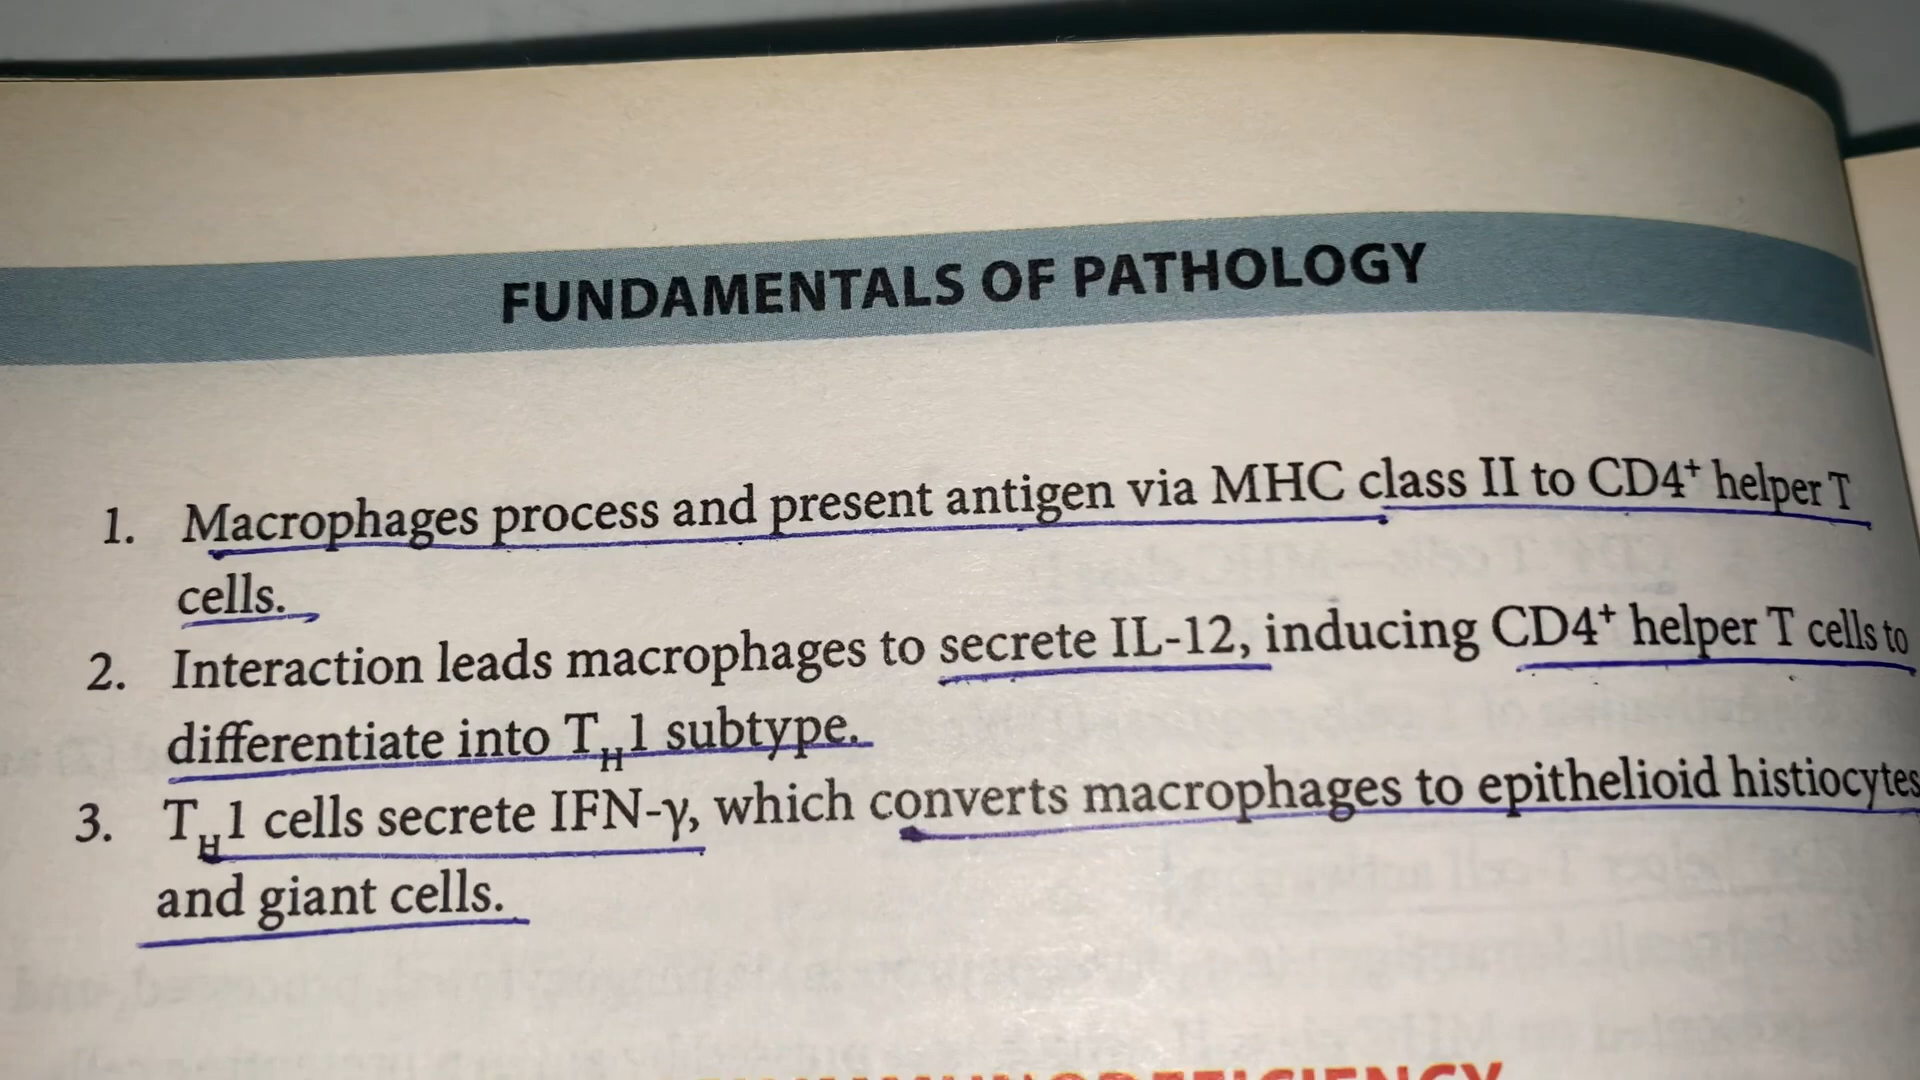 FUNDAMENTALS OF PATHOLOGY
1. Macrophages process and present antigen via MHC class II to CD4⁺ helper T
cells.
2. Interaction leads macrophages to secrete IL-12, inducing CD4⁺ helper T cells to
differentiate into TH1 subtype.
3. TH1 cells secrete IFN-γ, which converts macrophages to epithelioid histiocytes
and giant cells.